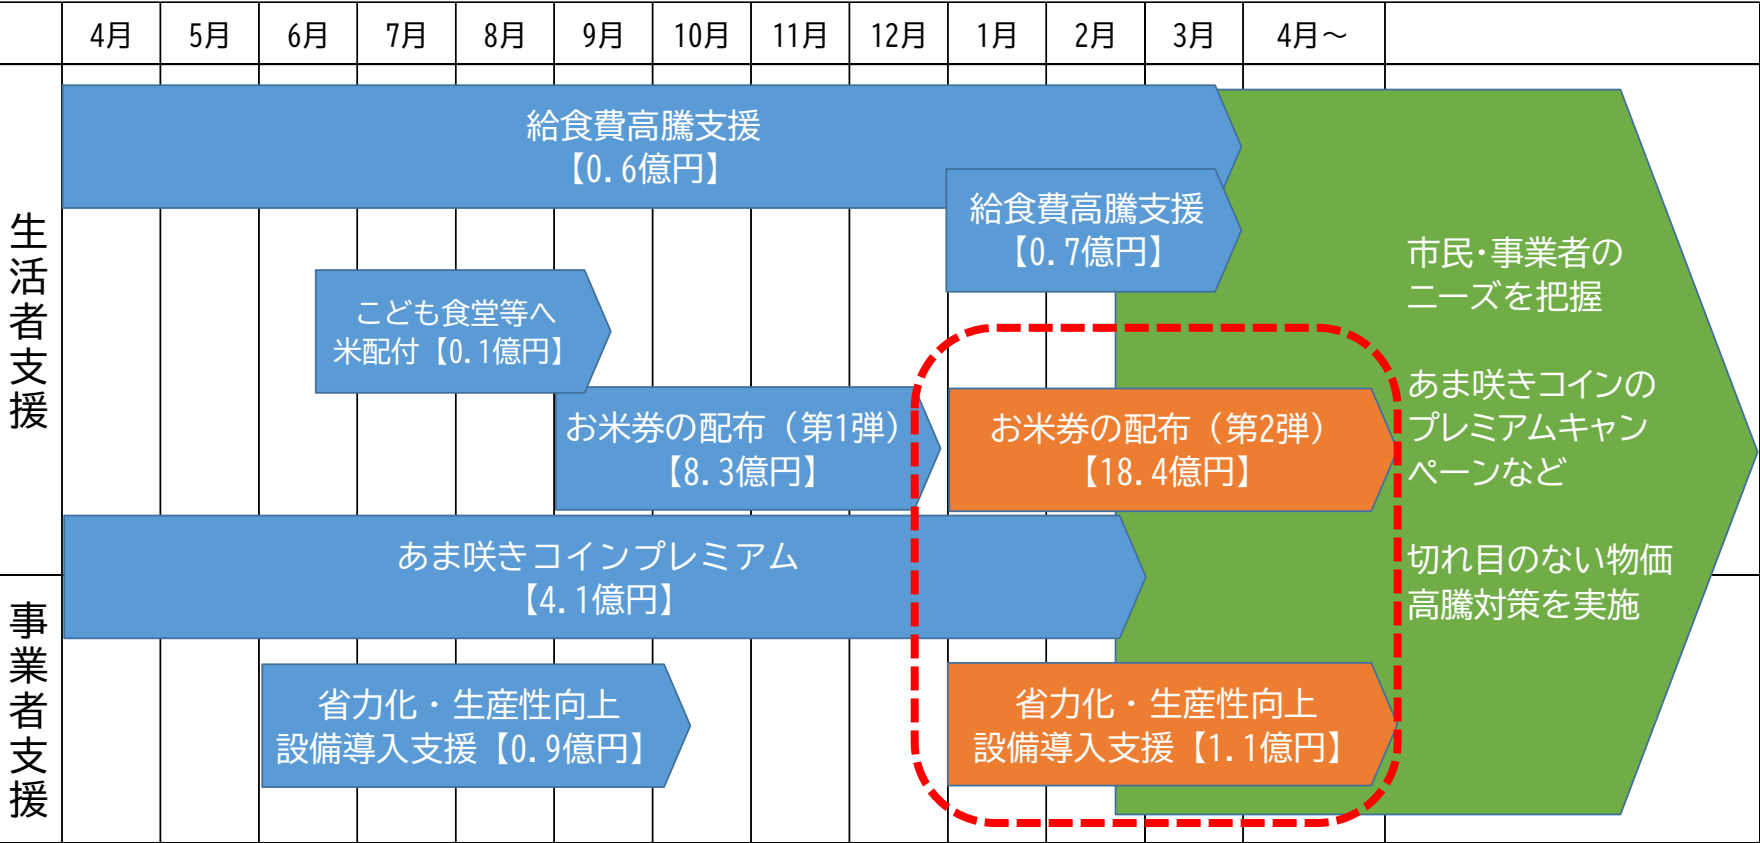 4月 5月 6月 7月 8月 9月 10月 11月 12月 1月 2月 3月 4月～
生活者支援
給食費高騰支援
【0.6億円】
給食費高騰支援
【0.7億円】
こども食堂等へ
米配付【0.1億円】
お米券の配布（第1弾）
【8.3億円】
お米券の配布（第2弾）
【18.4億円】
あま咲きコインプレミアム
【4.1億円】
事業者支援
省力化・生産性向上
設備導入支援【0.9億円】
省力化・生産性向上
設備導入支援【1.1億円】
市民・事業者の
ニーズを把握
あま咲きコインの
プレミアムキャン
ペーンなど
切れ目のない物価
高騰対策を実施